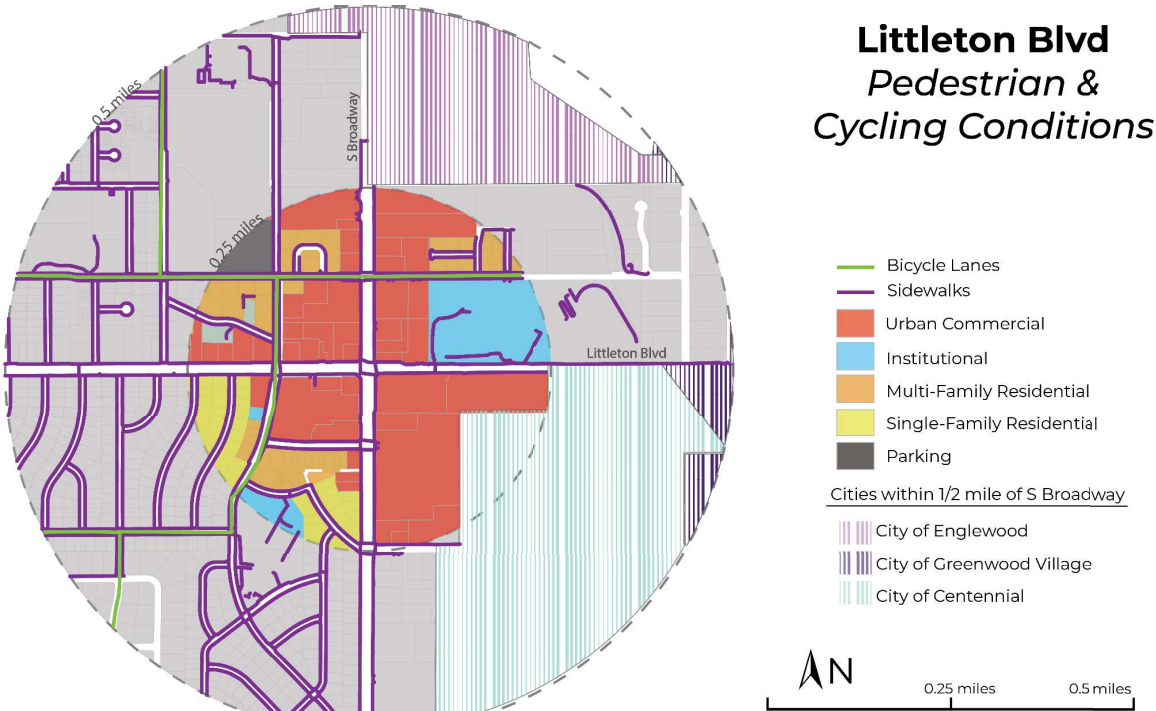 Littleton Blvd
Pedestrian &
Cycling Conditions
0.5 miles
S Broadway
0.25 miles
Littleton Blvd
Bicycle Lanes
Sidewalks
Urban Commercial
Institutional
Multi-Family Residential
Single-Family Residential
Parking
Cities within 1/2 mile of S Broadway
City of Englewood
City of Greenwood Village
City of Centennial
N
0.25 miles
0.5 miles